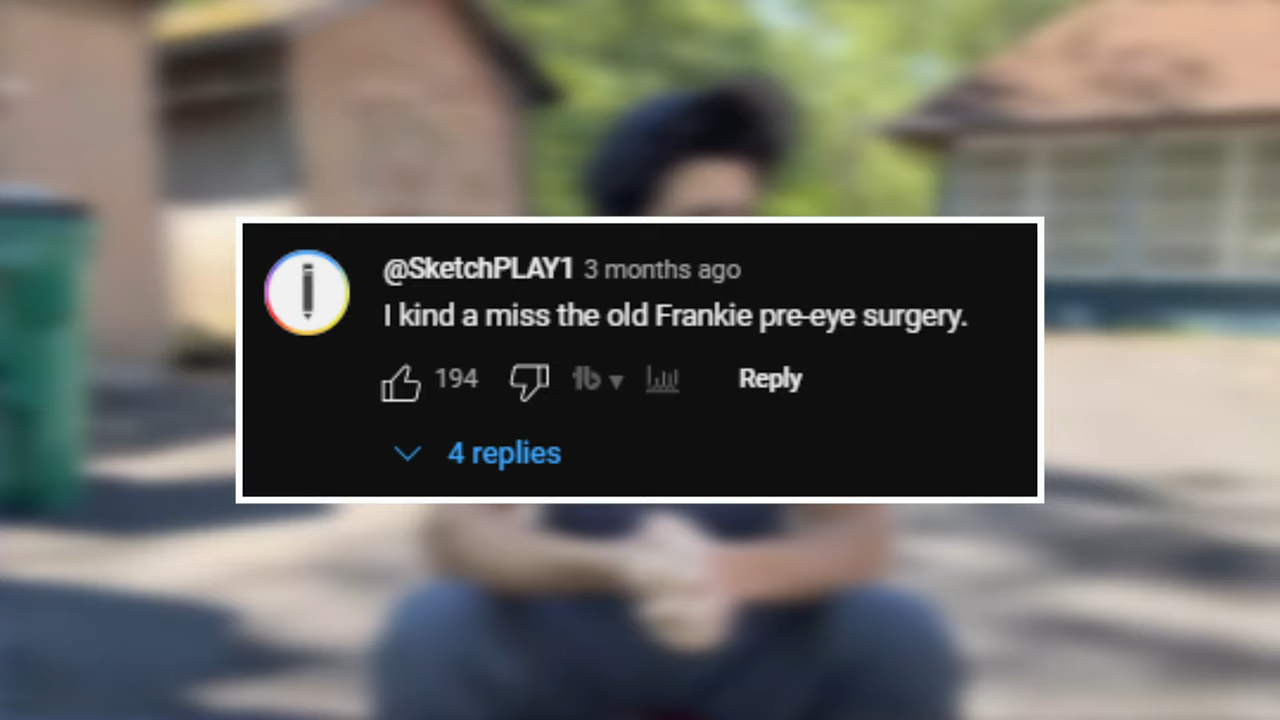 @SketchPLAY1 3 months ago
I kind a miss the old Frankie pre-eye surgery.
194 Reply
4 replies